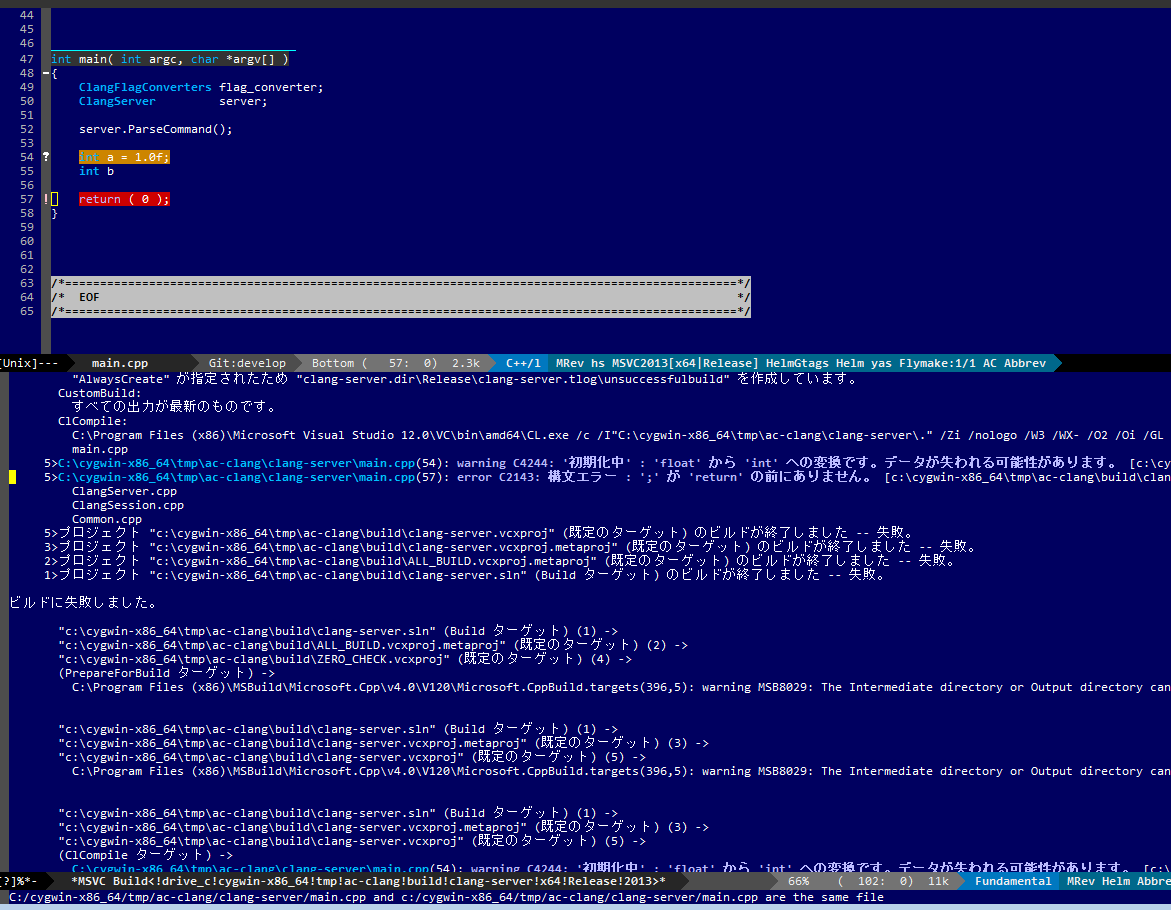 44
45
46
47 int main( int argc, char *argv[] )
48 -{
49 ClangFlagConverters flag_converter;
50 ClangServer server;
51
52 server.ParseCommand();
53
54 ? int a = 1.0f;
55 int b
56
57 ! return ( 0 );
58 }
59
60
61
62
63 /*================================================================================================*/
64 /* EOF */
65 /*================================================================================================*/
[Unix]--- main.cpp Git:develop Bottom ( 57: 0) 2.3k C++/l MRev hs MSVC2013[x64|Release] HelmGtags Helm yas Flymake:1/1 AC Abbrev
"AlwaysCreate" が指定されたため "clang-server.dir\Release\clang-server.tlog\unsuccessfulbuild" を作成しています。
CustomBuild:
すべての出力が最新のものです。
ClCompile:
C:\Program Files (x86)\Microsoft Visual Studio 12.0\VC\bin\amd64\CL.exe /c /I"C:\cygwin-x86_64\tmp\ac-clang\clang-server\." /Zi /nologo /W3 /WX- /O2 /Oi /GL
main.cpp
5>C:\cygwin-x86_64\tmp\ac-clang\clang-server\main.cpp(54): warning C4244: '初期化中' : 'float' から 'int' への変換です。データが失われる可能性があります。 [c:\cy
5>C:\cygwin-x86_64\tmp\ac-clang\clang-server\main.cpp(57): error C2143: 構文エラー : ';' が 'return' の前にありません。 [c:\cygwin-x86_64\tmp\ac-clang\build\clan
ClangServer.cpp
ClangSession.cpp
Common.cpp
5>プロジェクト "c:\cygwin-x86_64\tmp\ac-clang\build\clang-server.vcxproj" (既定のターゲット) のビルドが終了しました -- 失敗。
3>プロジェクト "c:\cygwin-x86_64\tmp\ac-clang\build\clang-server.vcxproj.metaproj" (既定のターゲット) のビルドが終了しました -- 失敗。
2>プロジェクト "c:\cygwin-x86_64\tmp\ac-clang\build\ALL_BUILD.vcxproj.metaproj" (既定のターゲット) のビルドが終了しました -- 失敗。
1>プロジェクト "c:\cygwin-x86_64\tmp\ac-clang\build\clang-server.sln" (Build ターゲット) のビルドが終了しました -- 失敗。
ビルドに失敗しました。
"c:\cygwin-x86_64\tmp\ac-clang\build\clang-server.sln" (Build ターゲット) (1) ->
"c:\cygwin-x86_64\tmp\ac-clang\build\ALL_BUILD.vcxproj.metaproj" (既定のターゲット) (2) ->
"c:\cygwin-x86_64\tmp\ac-clang\build\ZERO_CHECK.vcxproj" (既定のターゲット) (4) ->
(PrepareForBuild ターゲット) ->
C:\Program Files (x86)\MSBuild\Microsoft.Cpp\v4.0\V120\Microsoft.CppBuild.targets(396,5): warning MSB8029: The Intermediate directory or Output directory can
"c:\cygwin-x86_64\tmp\ac-clang\build\clang-server.sln" (Build ターゲット) (1) ->
"c:\cygwin-x86_64\tmp\ac-clang\build\clang-server.vcxproj.metaproj" (既定のターゲット) (3) ->
"c:\cygwin-x86_64\tmp\ac-clang\build\clang-server.vcxproj" (既定のターゲット) (5) ->
C:\Program Files (x86)\MSBuild\Microsoft.Cpp\v4.0\V120\Microsoft.CppBuild.targets(396,5): warning MSB8029: The Intermediate directory or Output directory can
"c:\cygwin-x86_64\tmp\ac-clang\build\clang-server.sln" (Build ターゲット) (1) ->
"c:\cygwin-x86_64\tmp\ac-clang\build\clang-server.vcxproj.metaproj" (既定のターゲット) (3) ->
"c:\cygwin-x86_64\tmp\ac-clang\build\clang-server.vcxproj" (既定のターゲット) (5) ->
(ClCompile ターゲット) ->
C:\cygwin-x86_64\tmp\ac-clang\clang-server\main.cpp(54): warning C4244: '初期化中' : 'float' から 'int' への変換です。データが失われる可能性があります。 [c:\cy
[?]%*- *MSVC Build<!drive_c!cygwin-x86_64!tmp!ac-clang!build!clang-server!x64!Release!2013>* 66% ( 102: 0) 11k Fundamental MRev Helm Abbre
C:/cygwin-x86_64/tmp/ac-clang/clang-server/main.cpp and c:/cygwin-x86_64/tmp/ac-clang/clang-server/main.cpp are the same file